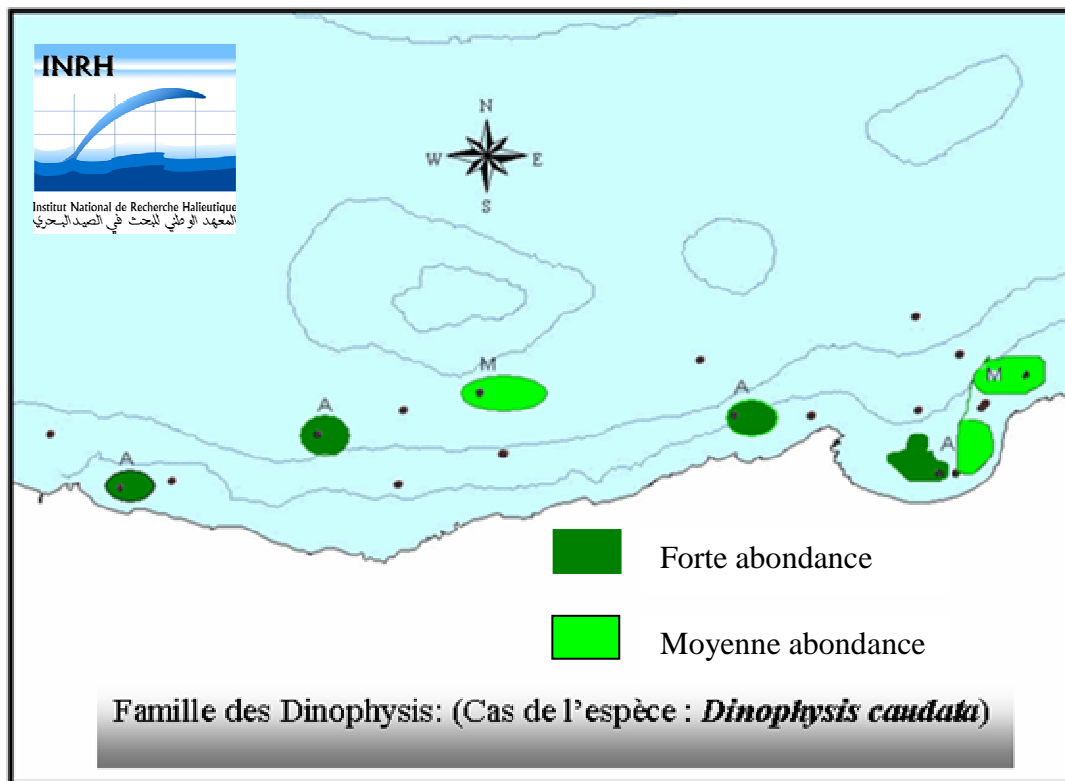 INRH
Institut National de Recherche Halieutique
المعهد الوطني للبحث في الصيد البحري
N
W E
S
M
M
A
A
A
A
Forte abondance
Moyenne abondance
Famille des Dinophysis: (Cas de l'espèce : Dinophysis caudata)